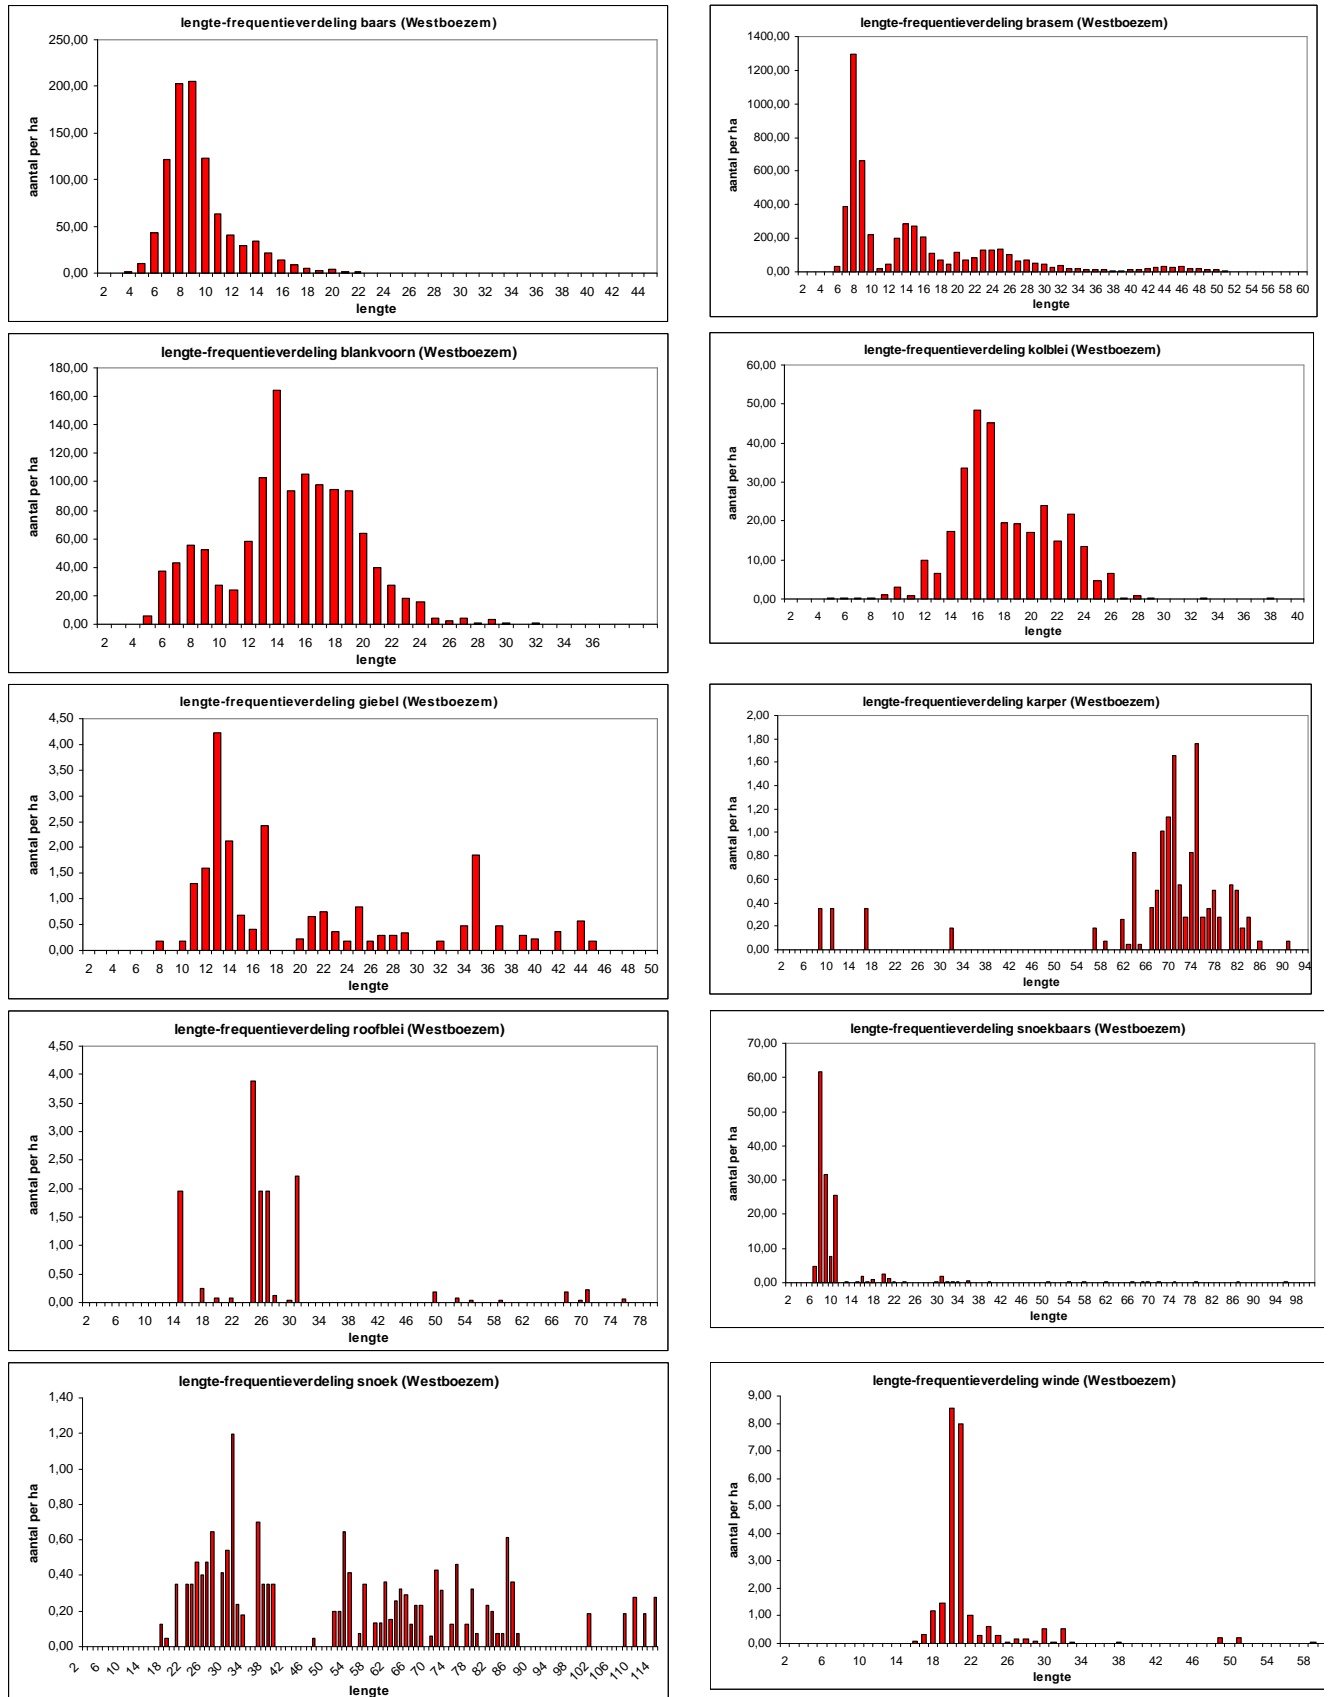 lengte-frequentieverdeling baars (Westboezem)
250,00
200,00
150,00
100,00
50,00
0,00
aantal per ha
2 4 6 8 10 12 14 16 18 20 22 24 26 28 30 32 34 36 38 40 42 44
lengte
lengte-frequentieverdeling brasem (Westboezem)
1400,00
1200,00
1000,00
800,00
600,00
400,00
200,00
0,00
aantal per ha
2 4 6 8 10 12 14 16 18 20 22 24 26 28 30 32 34 36 38 40 42 44 46 48 50 52 54 56 58 60
lengte
lengte-frequentieverdeling blankvoorn (Westboezem)
180,00
160,00
140,00
120,00
100,00
80,00
60,00
40,00
20,00
0,00
aantal per ha
2 4 6 8 10 12 14 16 18 20 22 24 26 28 30 32 34 36
lengte
lengte-frequentieverdeling kolblei (Westboezem)
60,00
50,00
40,00
30,00
20,00
10,00
0,00
aantal per ha
2 4 6 8 10 12 14 16 18 20 22 24 26 28 30 32 34 36 38 40
lengte
lengte-frequentieverdeling giebel (Westboezem)
4,50
4,00
3,50
3,00
2,50
2,00
1,50
1,00
0,50
0,00
aantal per ha
2 4 6 8 10 12 14 16 18 20 22 24 26 28 30 32 34 36 38 40 42 44 46 48 50
lengte
lengte-frequentieverdeling karper (Westboezem)
2,00
1,80
1,60
1,40
1,20
1,00
0,80
0,60
0,40
0,20
0,00
aantal per ha
2 6 10 14 18 22 26 30 34 38 42 46 50 54 58 62 66 70 74 78 82 86 90 94
lengte
lengte-frequentieverdeling roofblei (Westboezem)
4,50
4,00
3,50
3,00
2,50
2,00
1,50
1,00
0,50
0,00
aantal per ha
2 6 10 14 18 22 26 30 34 38 42 46 50 54 58 62 66 70 74 78
lengte
lengte-frequentieverdeling snoekbaars (Westboezem)
70,00
60,00
50,00
40,00
30,00
20,00
10,00
0,00
aantal per ha
2 6 10 14 18 22 26 30 34 38 42 46 50 54 58 62 66 70 74 78 82 86 90 94 98
lengte
lengte-frequentieverdeling snoek (Westboezem)
1,40
1,20
1,00
0,80
0,60
0,40
0,20
0,00
aantal per ha
2 6 10 14 18 22 26 30 34 38 42 46 50 54 58 62 66 70 74 78 82 86 90 94 98 102 106 110 114
lengte
lengte-frequentieverdeling winde (Westboezem)
9,00
8,00
7,00
6,00
5,00
4,00
3,00
2,00
1,00
0,00
aantal per ha
2 6 10 14 18 22 26 30 34 38 42 46 50 54 58
lengte